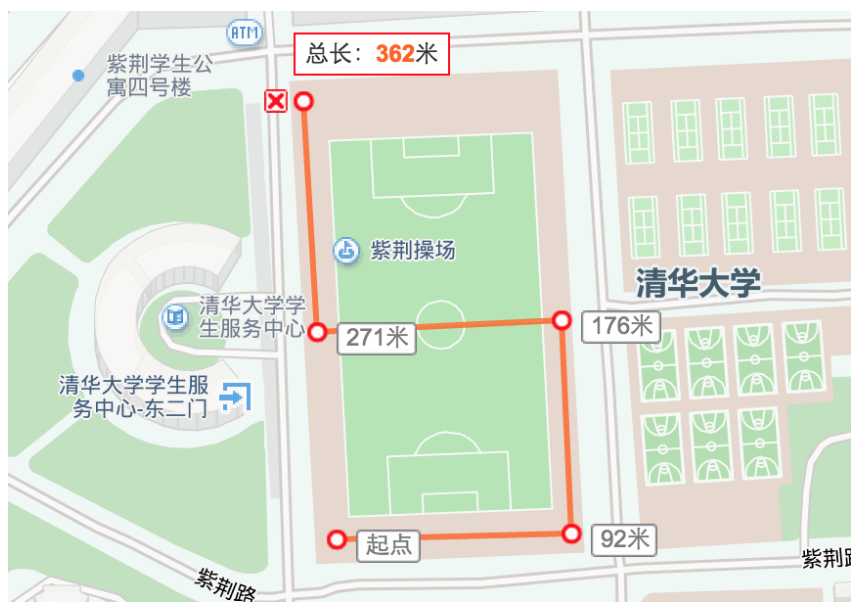 ATM
总长：362米
紫荆学生公
寓四号楼
紫荆操场
清华大学
清华大学学
生服务中心
176米
271米
清华大学学生服
务中心-东二门
起点
92米
紫荆路
紫荆路